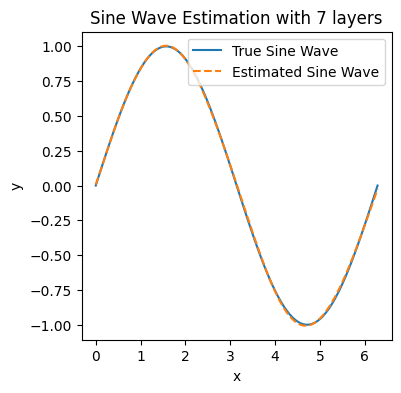 Sine Wave Estimation with 7 layers
True Sine Wave
Estimated Sine Wave
1.00
0.75
0.50
0.25
0.00
−0.25
−0.50
−0.75
−1.00
y
0 1 2 3 4 5 6
x